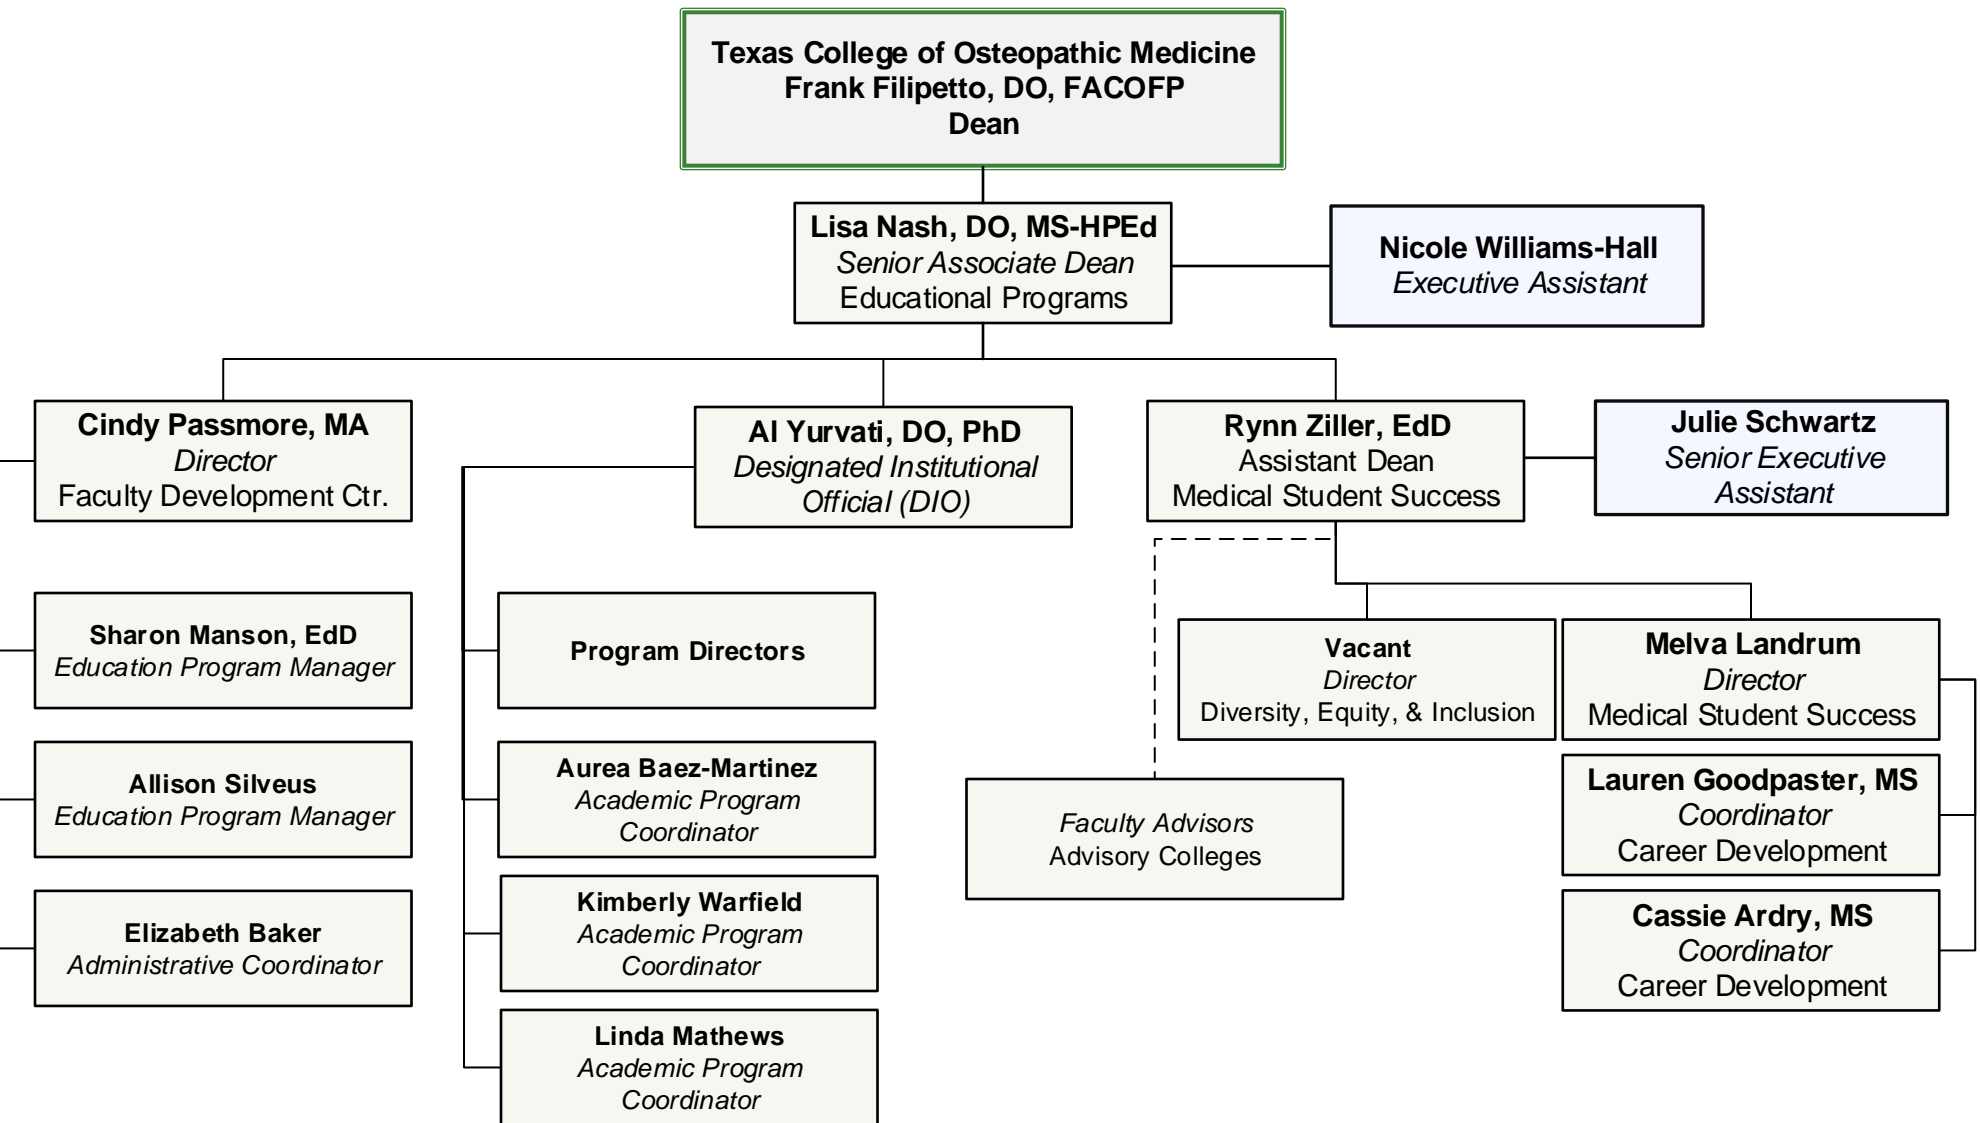 Texas College of Osteopathic Medicine
Frank Filipetto, DO, FACOFP
Dean
Lisa Nash, DO, MS-HPEd
Senior Associate Dean
Educational Programs
Nicole Williams-Hall
Executive Assistant
Cindy Passmore, MA
Director
Faculty Development Ctr.
Al Yurvati, DO, PhD
Designated Institutional
Official (DIO)
Rynn Ziller, EdD
Assistant Dean
Medical Student Success
Julie Schwartz
Senior Executive
Assistant
Sharon Manson, EdD
Education Program Manager
Allison Silveus
Education Program Manager
Elizabeth Baker
Administrative Coordinator
Program Directors
Aurea Baez-Martinez
Academic Program
Coordinator
Kimberly Warfield
Academic Program
Coordinator
Linda Mathews
Academic Program
Coordinator
Faculty Advisors
Advisory Colleges
Vacant
Director
Diversity, Equity, & Inclusion
Melva Landrum
Director
Medical Student Success
Lauren Goodpaster, MS
Coordinator
Career Development
Cassie Ardry, MS
Coordinator
Career Development